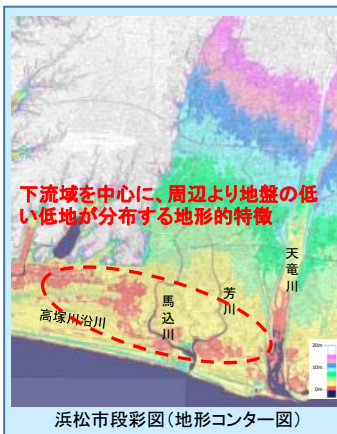 下流域を中心に、周辺より地盤の低
い低地が分布する地形的特徴
天竜川
芳川
馬込川
高塚川沿川
20m
10m
0m
浜松市段彩図(地形コンター図)